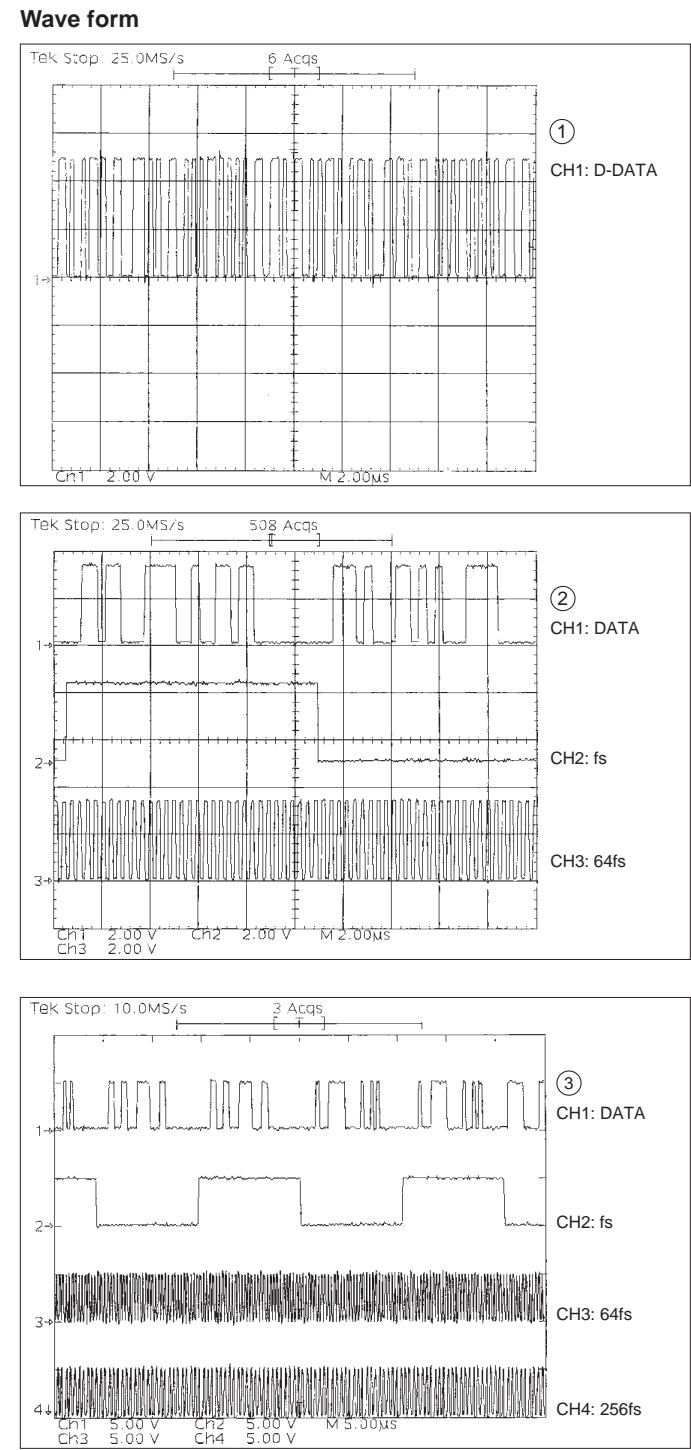 Wave form
Tek Stop: 25.0MS/s 6 Acqs
T
1
CH1: D-DATA
1→
Ch1 2.00 V M 2.00µs
Tek Stop: 25.0MS/s 508 Acqs
2
CH1: DATA
1→
2→
CH2: fs
CH3: 64fs
3→
Ch1 2.00 V Ch2 2.00 V M 2.00µs
Ch3 2.00 V
Tek Stop: 10.0MS/s 3 Acqs
T
3
CH1: DATA
1→
CH2: fs
2→
CH3: 64fs
3→
CH4: 256fs
4
Ch1 5.00 V Ch2 5.00 V M 5.00µs
Ch3 5.00 V Ch4 5.00 V